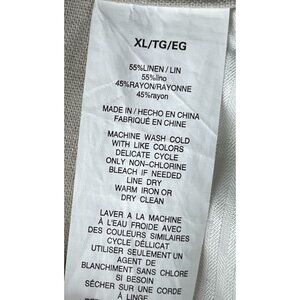 XL/TG/EG
55%LINEN / LIN
55%lino
45%RAYON/RAYONNE
45%rayon
MADE IN / HECHO EN CHINA
FABRIQUÉ EN CHINE
MACHINE WASH COLD
WITH LIKE COLORS
DELICATE CYCLE
ONLY NON-CHLORINE
BLEACH IF NEEDED
LINE DRY
WARM IRON OR
DRY CLEAN
LAVER A LA MACHINE
À L'EAU FROIDE AVEC
DES COULEURS SIMILAIRES
CYCLE DÉLLICAT
UTILISER SEULEMENT UN
AGENT DE
BLANCHIMENT SANS CHLORE
SI BESOIN
SÉCHER SUR UNE CORDE
À LINGE